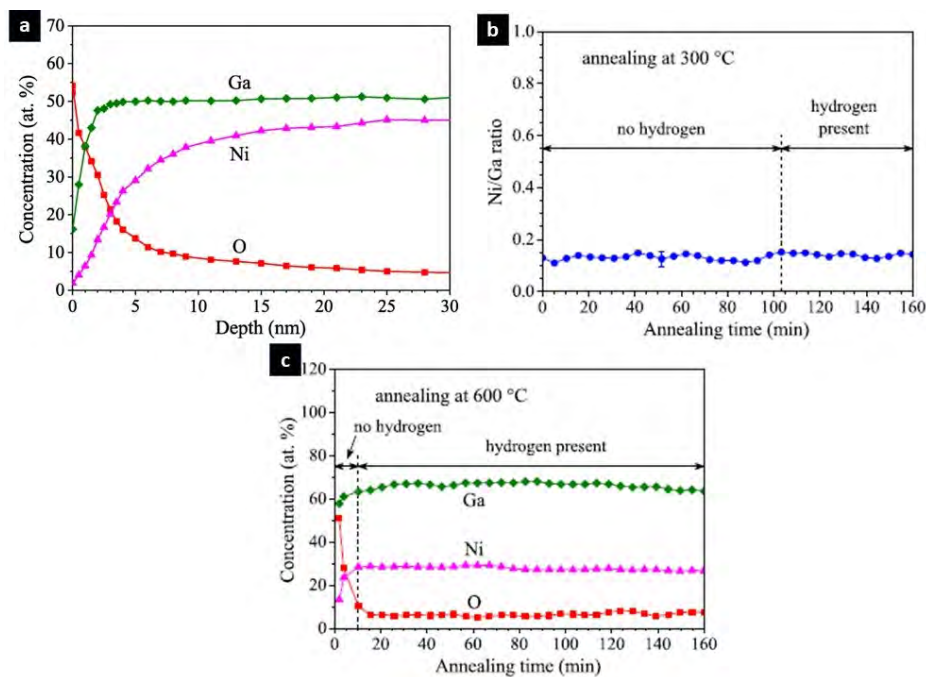 a
70
60
50
40
30
20
10
0
Concentration (at. %)
Ga
Ni
O
0 5 10 15 20 25 30
Depth (nm)
b
1.0
0.8
0.6
0.4
0.2
0.0
Ni/Ga ratio
annealing at 300 °C
no hydrogen
hydrogen
present
0 20 40 60 80 100 120 140 160
Annealing time (min)
c
120
100
80
60
40
20
0
Concentration (at. %)
annealing at 600 °C
no hydrogen
hydrogen present
Ga
Ni
O
0 20 40 60 80 100 120 140 160
Annealing time (min)